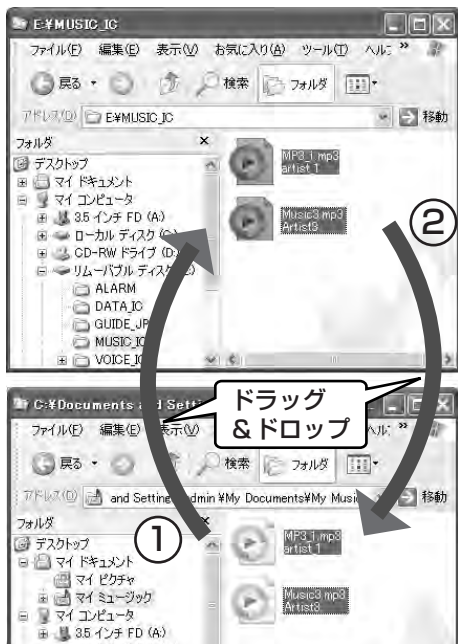 E:¥MUSIC_IC
ファイル(F) 編集(E) 表示(V) お気に入り(A) ツール(T) ヘル: »
戻る 検索 フォルダ
アドレス(D) E:¥MUSIC_IC 移動
フォルダ ×
デスクトップ
マイ ドキュメント
マイ コンピュータ
3.5 インチ FD (A:)
ローカル ディスク
CD-RW ドライブ (D:)
リムーバブル ディスク
ALARM
DATA_IC
GUIDE_JP
MUSIC_IC
VOICE_IC
MP3_1.mp3
artist_1
Music3.mp3
Artist3
②
ドラッグ
&ドロップ
C:¥Documents and Setti
ファイル(F) 編集(E) 表示(V) ヘル: »
戻る 検索 フォルダ
アドレス(D) and Settings admin ¥My Documents¥My Music 移動
①
フォルダ ×
デスクトップ
マイ ドキュメント
マイ ピクチャ
マイ ミュージック
マイ コンピュータ
3.5 インチ FD (A:)
MP3_1.mp3
artist_1
Music3.mp3
Artist3